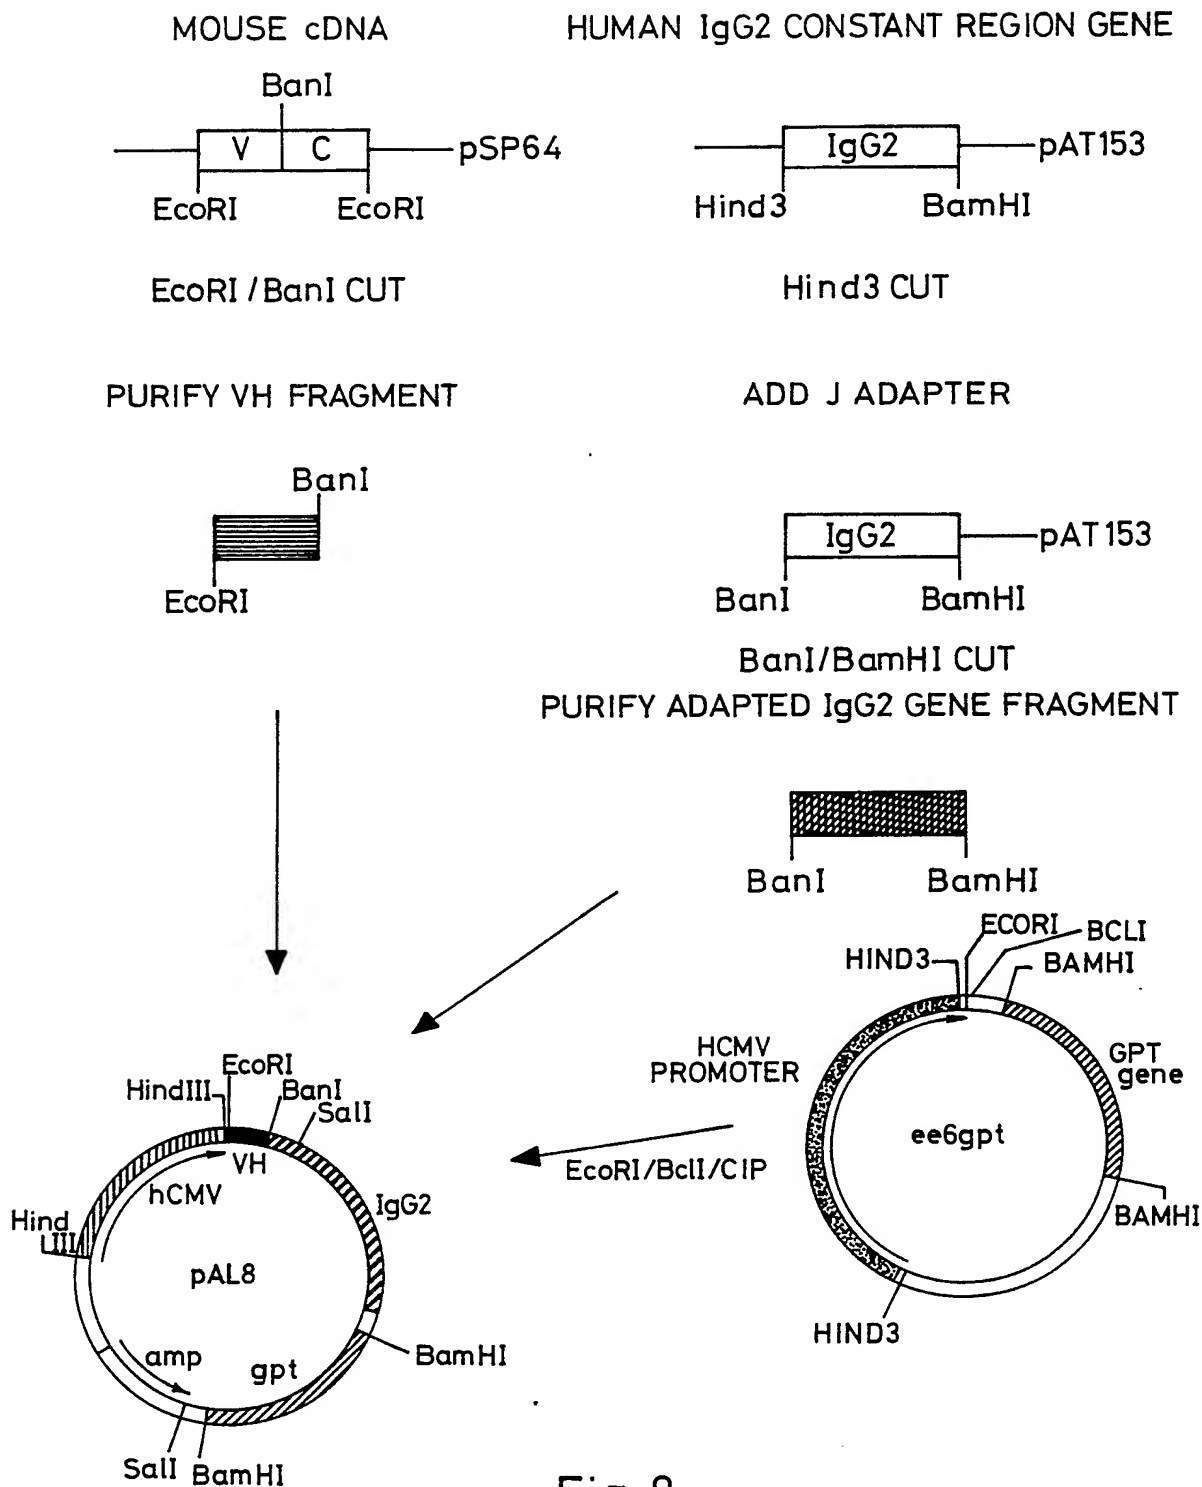 MOUSE cDNA
HUMAN IgG2 CONSTANT REGION GENE
BanI
V
C
pSP64
EcoRI
EcoRI
IgG2
pAT153
Hind3
BamHI
EcoRI/BanI CUT
Hind3 CUT
PURIFY VH FRAGMENT
ADD J ADAPTER
BanI
EcoRI
IgG2
pAT153
BanI
BamHI
BanI/BamHI CUT
PURIFY ADAPTED IgG2 GENE FRAGMENT
BanI
BamHI
ECORI
BCLI
HIND3
BAMHI
HCMV
PROMOTER
GPT
gene
ee6gpt
BAMHI
HIND3
EcoRI/BclI/CIP
EcoRI
HindIII
BanI
SalI
VH
hCMV
IgG2
Hind
III
pAL8
amp
gpt
BamHI
SalI
BamHI